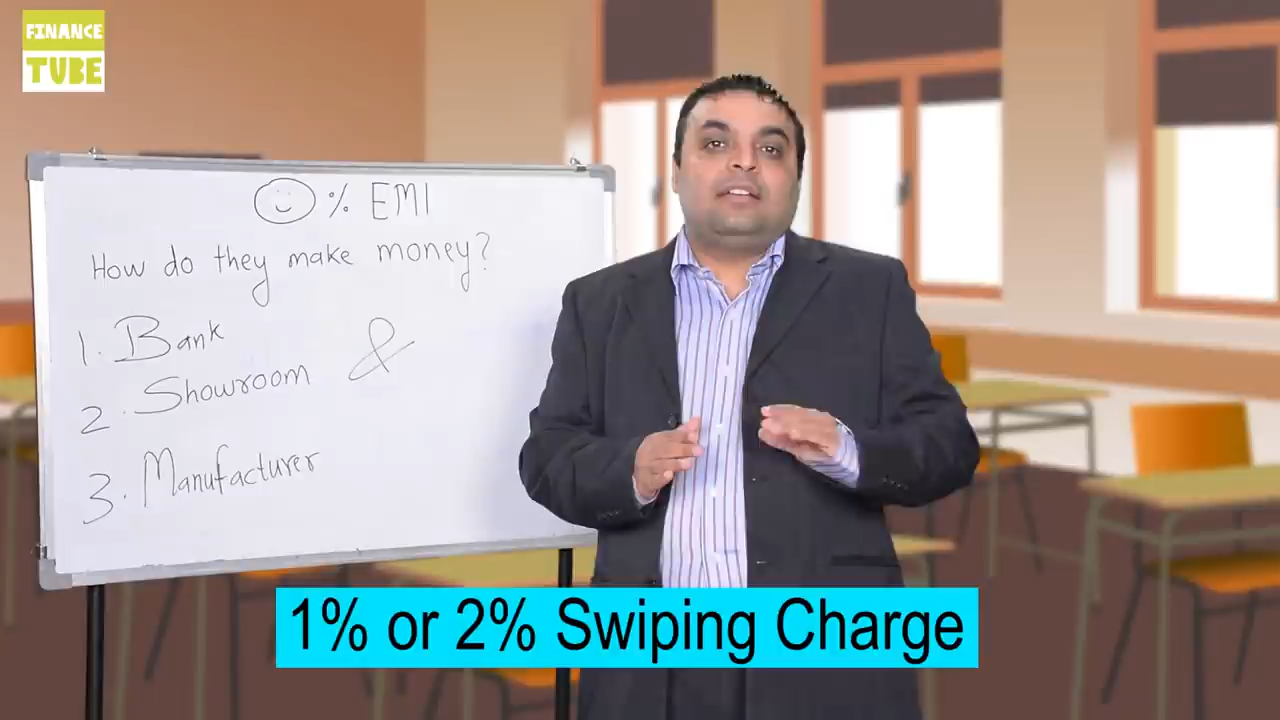 FINANCE
TUBE
0% EMI
How do they make money?
1. Bank
2. Showroom &
3. Manufacturer
1% or 2% Swiping Charge